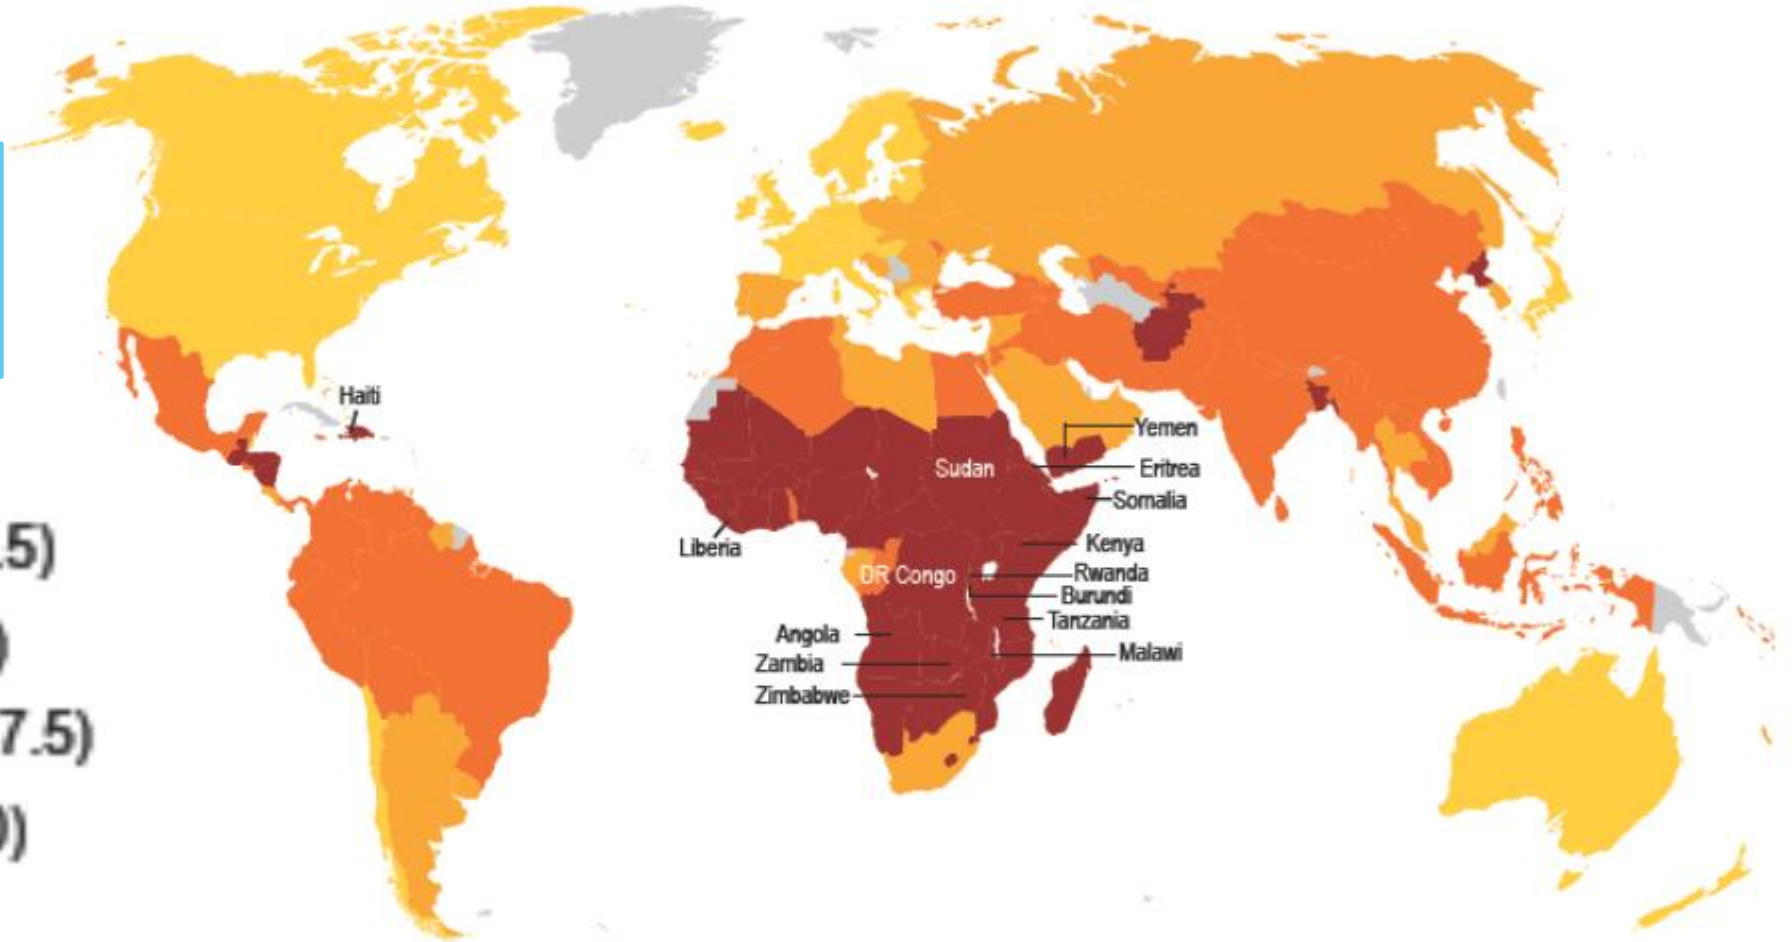 Haiti
Yemen
Sudan
Eritrea
Somalia
.5)
Liberia
Kenya
DR Congo
Rwanda
Burundi
Tanzania
Angola
Malawi
Zambia
Zimbabwe
)
7.5)
))